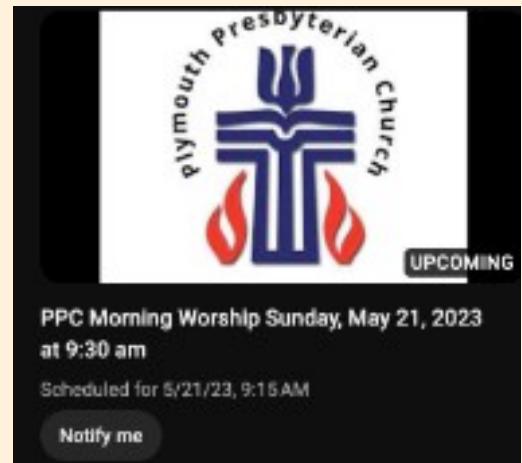 Plymouth Presbyterian Church
UPCOMING
PPC Morning Worship Sunday, May 21, 2023
at 9:30 am
Scheduled for 5/21/23, 9:15 AM
Notify me